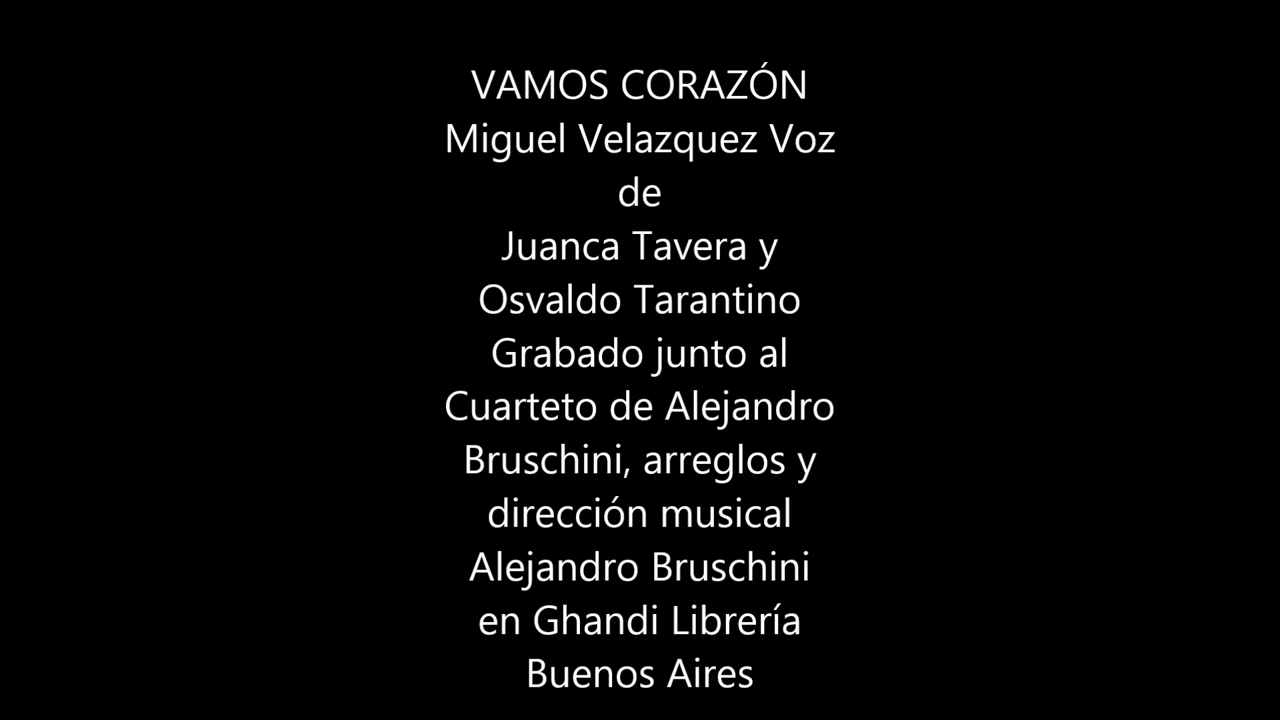 VAMOS CORAZÓN
Miguel Velazquez Voz
de
Juanca Tavera y
Osvaldo Tarantino
Grabado junto al
Cuarteto de Alejandro
Bruschini, arreglos y
dirección musical
Alejandro Bruschini
en Ghandi Librería
Buenos Aires